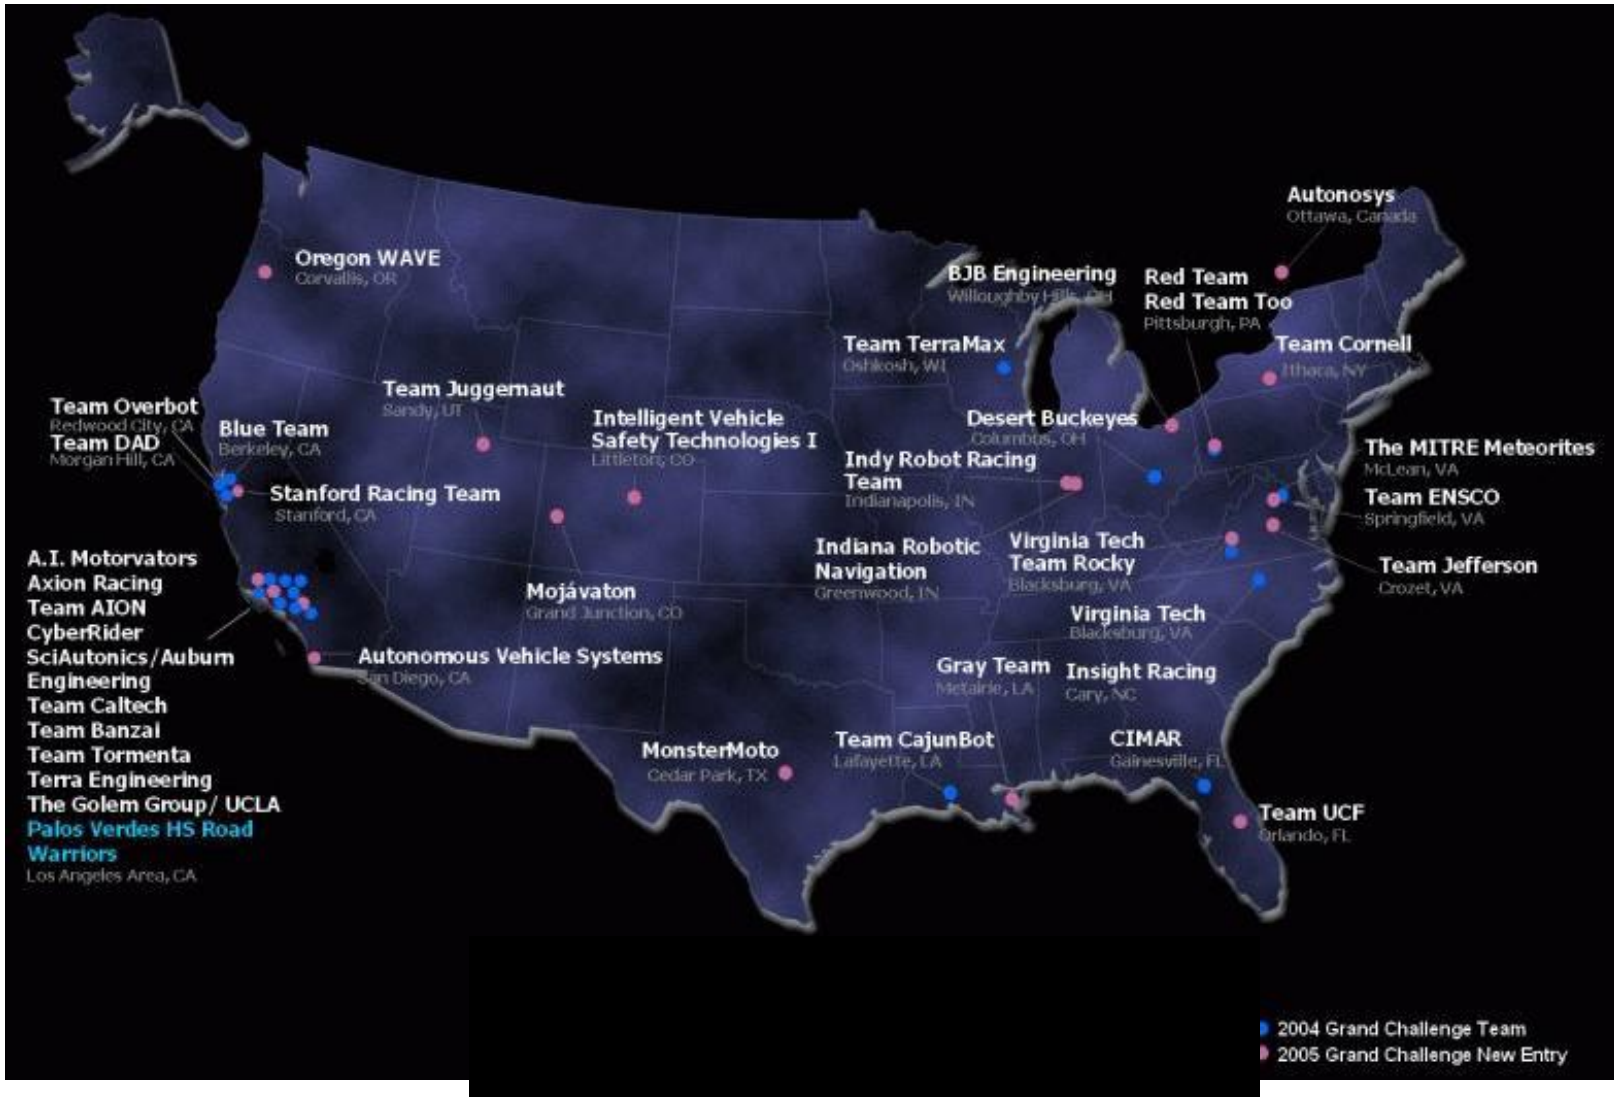 Autonosys
Ottawa, Canada
Oregon WAVE
Corvallis, OR
BJB Engineering
Willoughby Hills, OH
Red Team
Red Team Too
Pittsburgh, PA
Team TerraMax
Oshkosh, WI
Team Cornell
Ithaca, NY
Team Juggernaut
Sandy, UT
Team Overbot
Redwood City, CA
Team DAD
Morgan Hill, CA
Blue Team
Berkeley, CA
Intelligent Vehicle
Safety Technologies I
Littleton, CO
Desert Buckeyes
Columbus, OH
Indy Robot Racing
Team
Indianapolis, IN
The MITRE Meteorites
McLean, VA
Team ENSCO
Springfield, VA
Stanford Racing Team
Stanford, CA
Indiana Robotic
Navigation
Greenwood, IN
Virginia Tech
Team Rocky
Blacksburg, VA
Team Jefferson
Crozet, VA
A.I. Motorvators
Axion Racing
Team AION
CyberRider
SciAutonics/Auburn
Engineering
Team Caltech
Team Banzai
Team Tormenta
Terra Engineering
The Golem Group/ UCLA
Palos Verdes HS Road
Warriors
Los Angeles Area, CA
Mojávaton
Grand Junction, CO
Virginia Tech
Blacksburg, VA
Autonomous Vehicle Systems
San Diego, CA
Gray Team
Metairie, LA
Insight Racing
Cary, NC
MonsterMoto
Cedar Park, TX
Team CajunBot
Lafayette, LA
CIMAR
Gainesville, FL
Team UCF
Orlando, FL
2004 Grand Challenge Team
2005 Grand Challenge New Entry